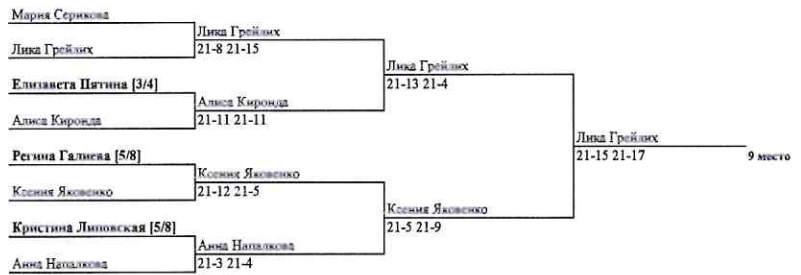 Мария Серикова
Лика Грейлих
21-8 21-15
Лика Грейлих
Лика Грейлих
21-13 21-4
Елизавета Пятина [3/4]
Алиса Киронда
21-11 21-11
Алиса Киронда
Лика Грейлих
21-15 21-17
9 место
Регина Галиева [5/8]
Ксения Яковенко
21-12 21-5
Ксения Яковенко
Ксения Яковенко
21-5 21-9
Кристина Липовская [5/8]
Анна Напалкова
21-3 21-4
Анна Напалкова